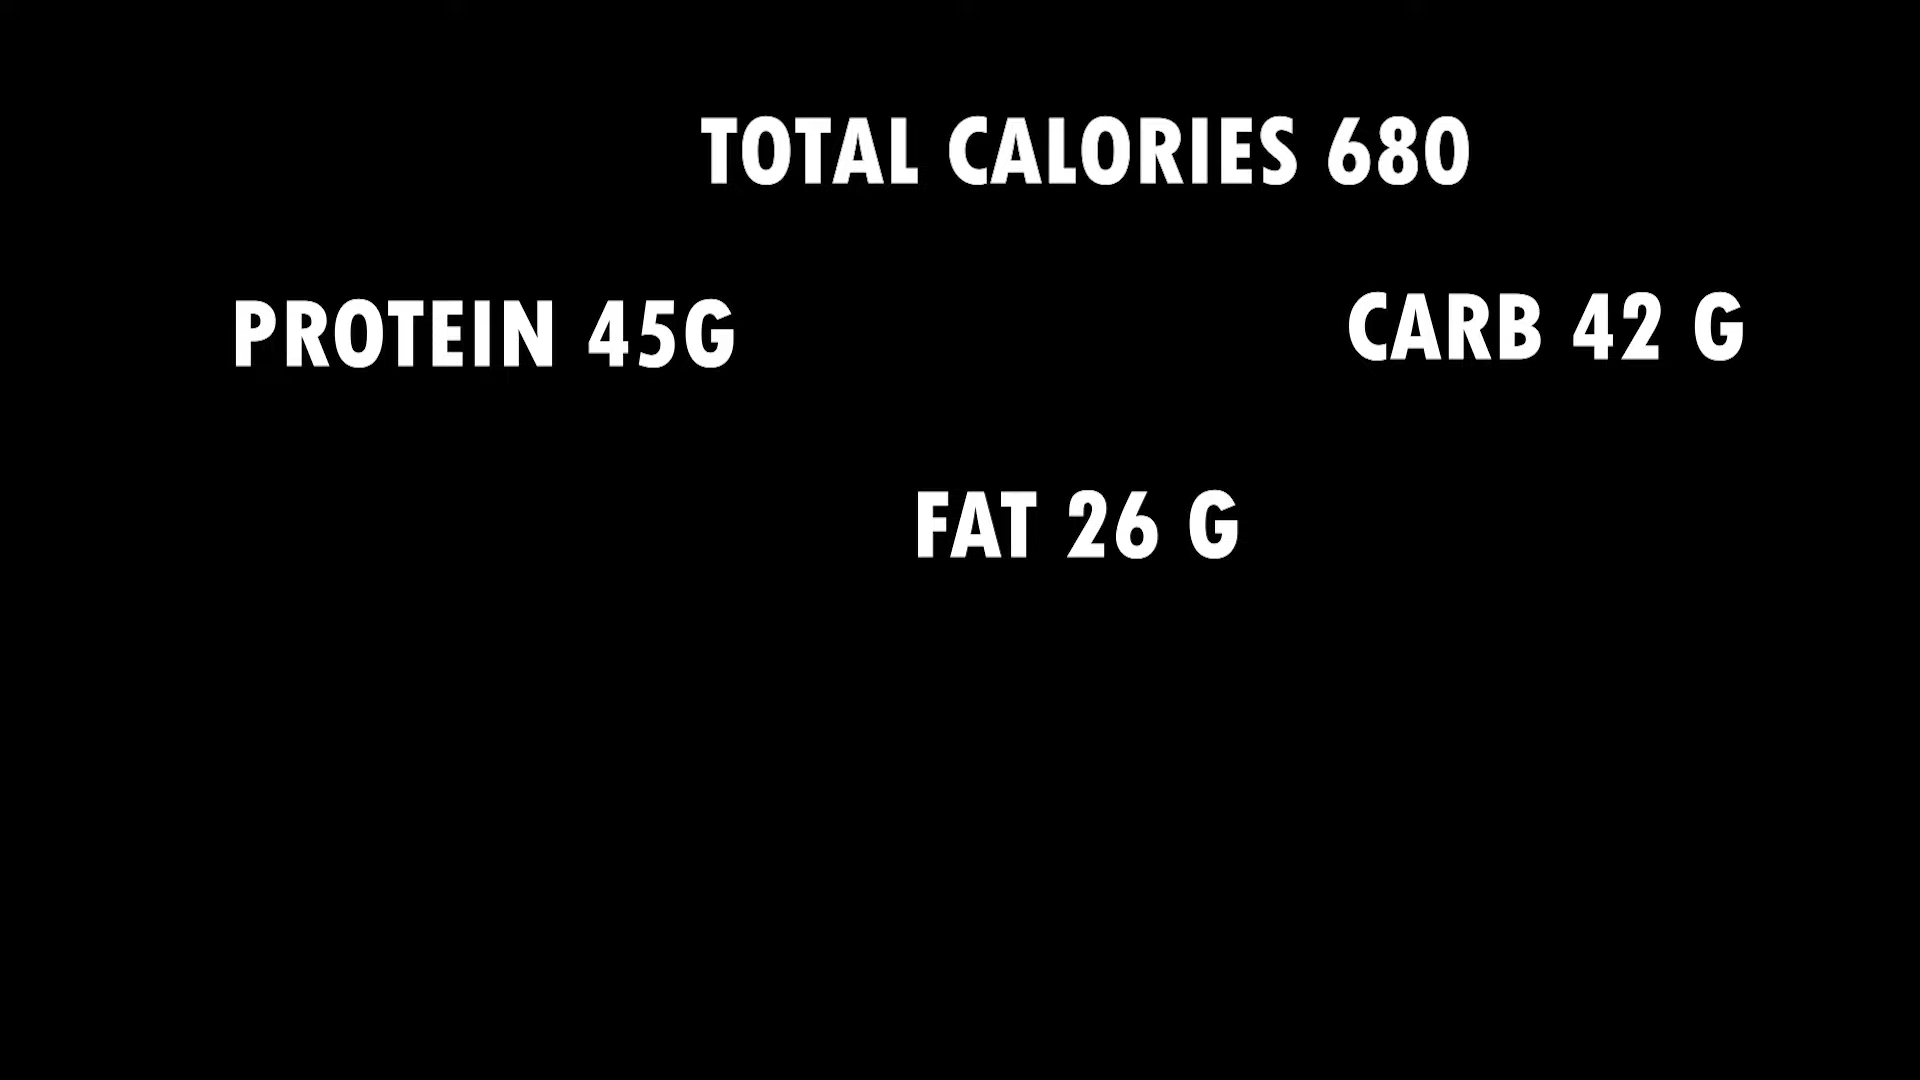 TOTAL CALORIES 680
PROTEIN 45G
CARB 42 G
FAT 26 G